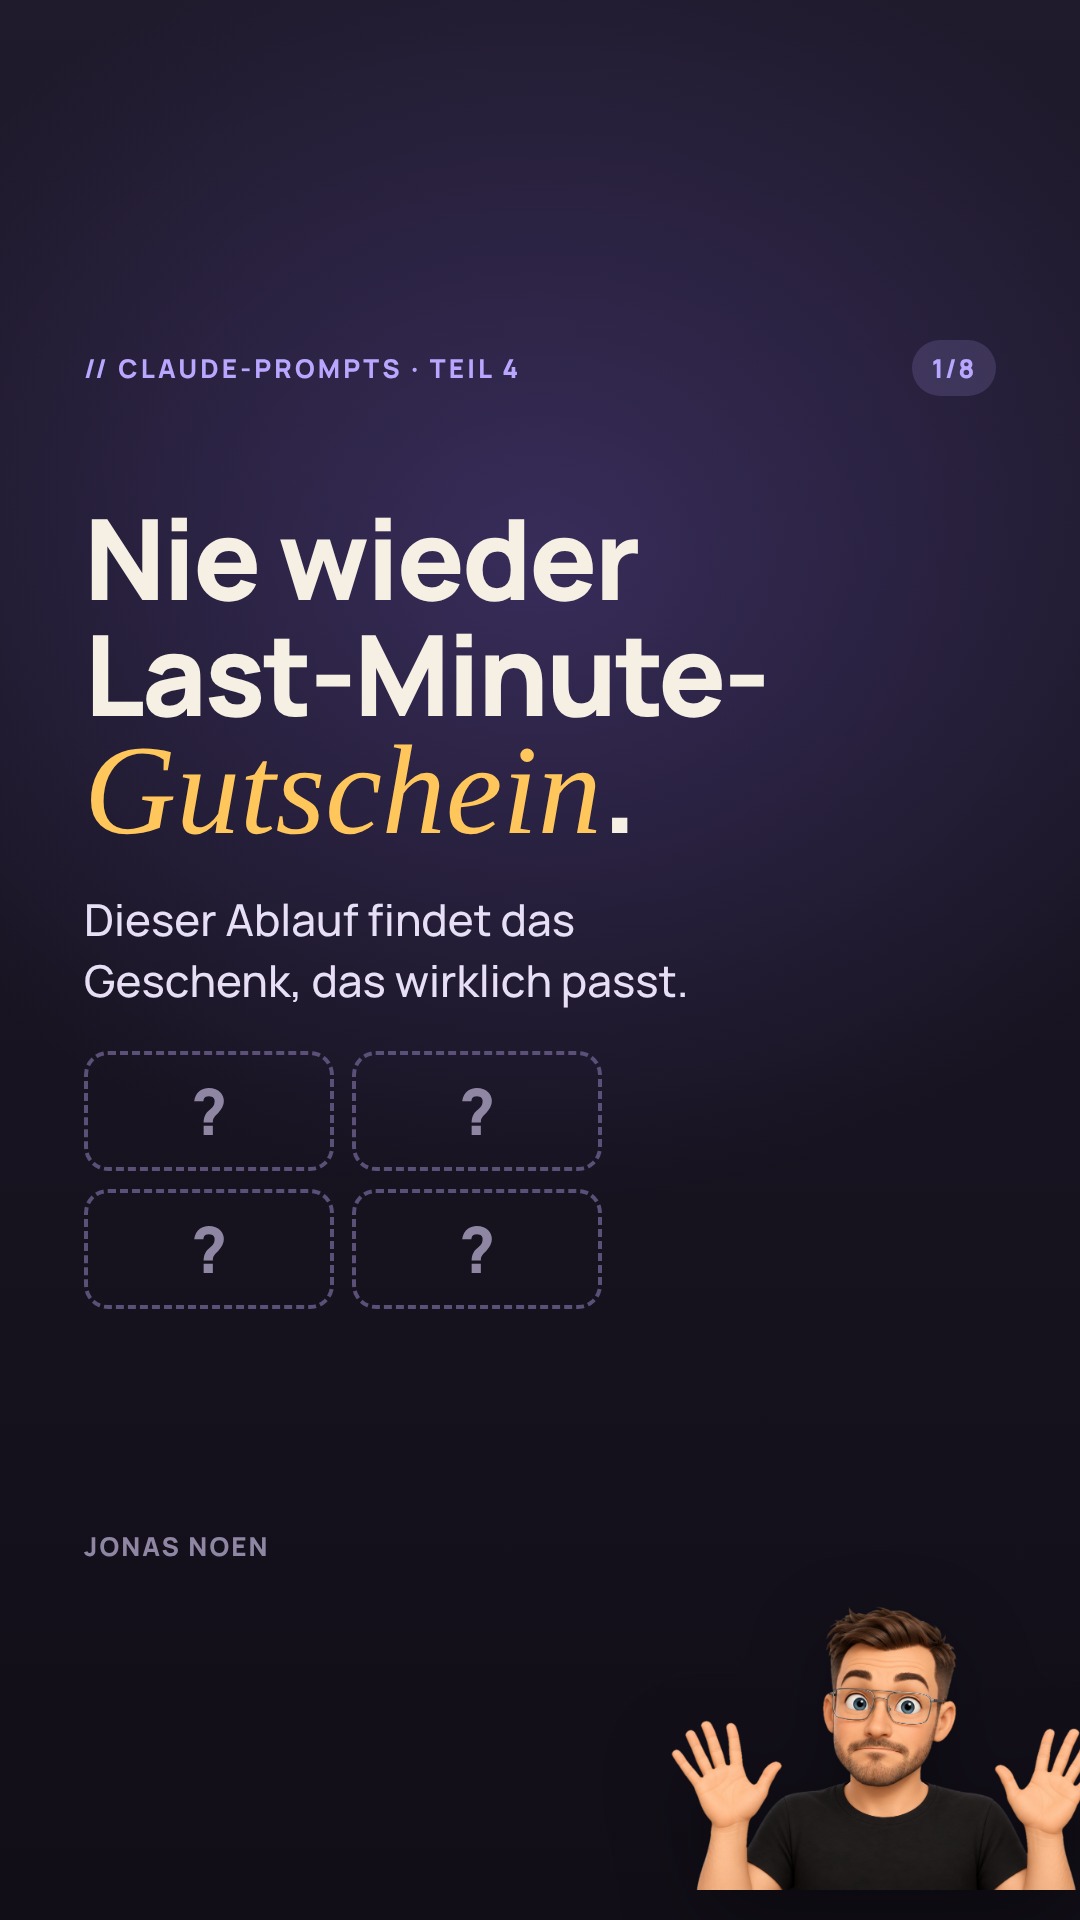 // CLAUDE-PROMPTS · TEIL 4
1/8
Nie wieder
Last-Minute-
Gutschein.
Dieser Ablauf findet das
Geschenk, das wirklich passt.
? ?
? ?
JONAS NOEN